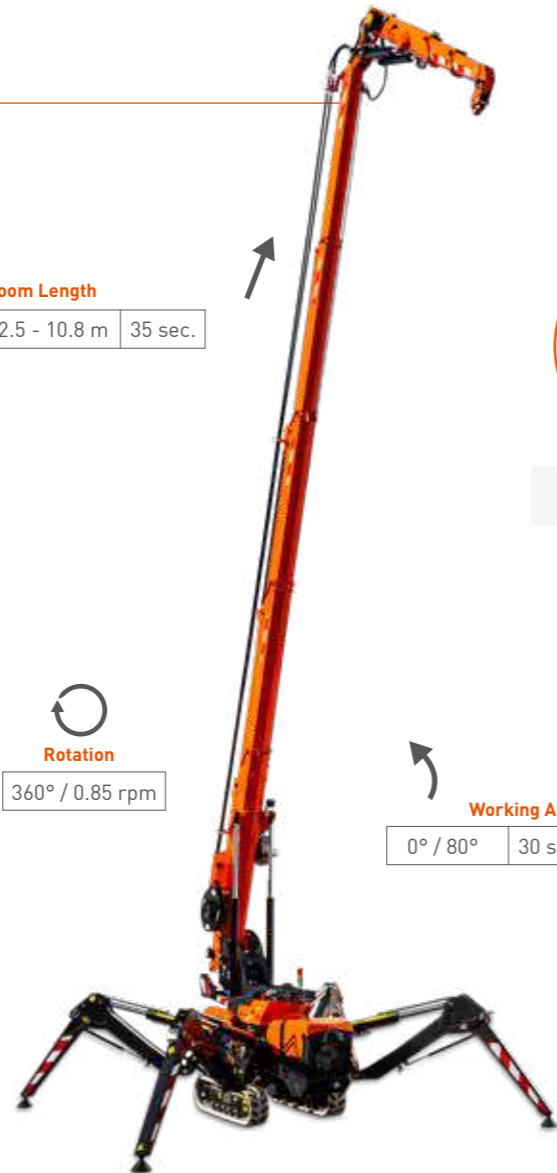 oom Length
2.5 - 10.8 m 35 sec.
Rotation
360° / 0.85 rpm
Working A
0° / 80° 30 s